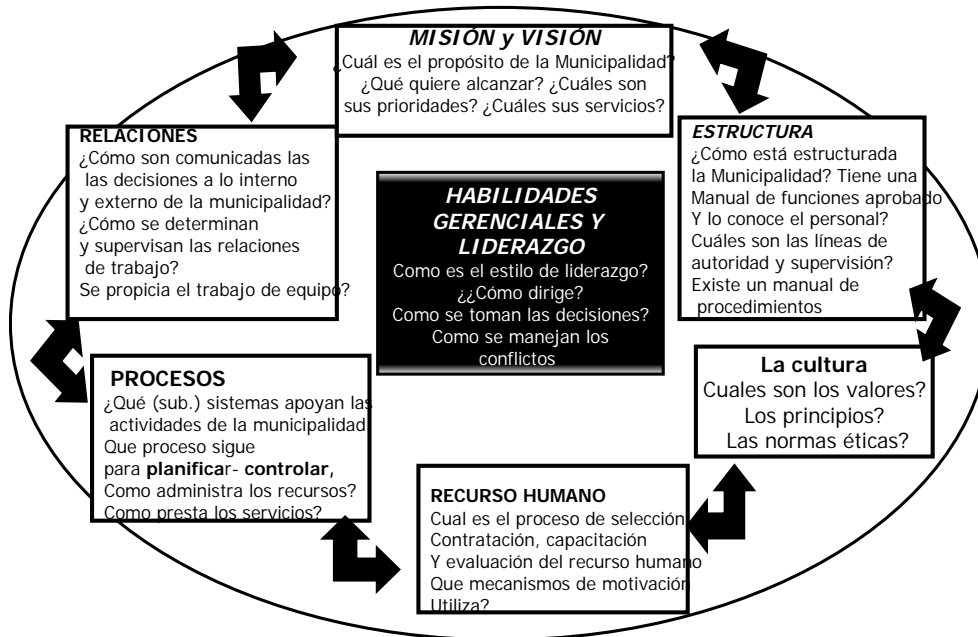 MISIÓN y VISIÓN
¿Cuál es el propósito de la Municipalidad?
¿Qué quiere alcanzar? ¿Cuáles son
sus prioridades? ¿Cuáles sus servicios?
RELACIONES
¿Cómo son comunicadas las
las decisiones a lo interno
y externo de la municipalidad?
¿Cómo se determinan
y supervisan las relaciones
de trabajo?
Se propicia el trabajo de equipo?
ESTRUCTURA
¿Cómo está estructurada
la Municipalidad? Tiene una
Manual de funciones aprobado
Y lo conoce el personal?
Cuáles son las líneas de
autoridad y supervisión?
Existe un manual de
procedimientos
HABILIDADES
GERENCIALES Y
LIDERAZGO
Como es el estilo de liderazgo?
¿¿Cómo dirige?
Como se toman las decisiones?
Como se manejan los
conflictos
PROCESOS
¿Qué (sub.) sistemas apoyan las
actividades de la municipalidad
Que proceso sigue
para planificar- controlar,
Como administra los recursos?
Como presta los servicios?
La cultura
Cuales son los valores?
Los principios?
Las normas éticas?
RECURSO HUMANO
Cual es el proceso de selección
Contratación, capacitación
Y evaluación del recurso humano
Que mecanismos de motivación
Utiliza?